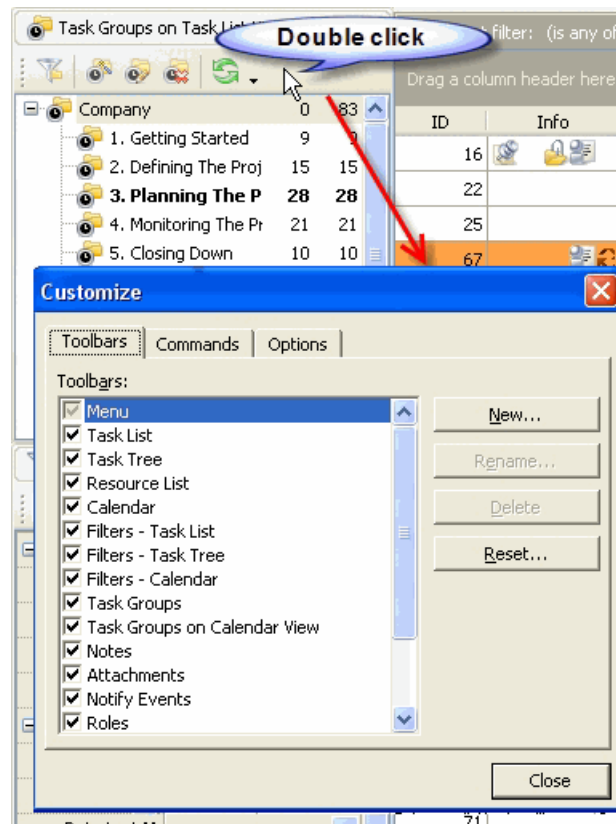 Task Groups on Task List
Double click
filter: (is any of
Drag a column header here
Company 0 83
1. Getting Started 9 9
2. Defining The Proj 15 15
3. Planning The P 28 28
4. Monitoring The Pr 21 21
5. Closing Down 10 10
ID Info
16
22
25
67
Customize
Toolbars Commands Options
Toolbars:
Menu
Task List
Task Tree
Resource List
Calendar
Filters - Task List
Filters - Task Tree
Filters - Calendar
Task Groups
Task Groups on Calendar View
Notes
Attachments
Notify Events
Roles
New...
Rename...
Delete
Reset...
Close
71